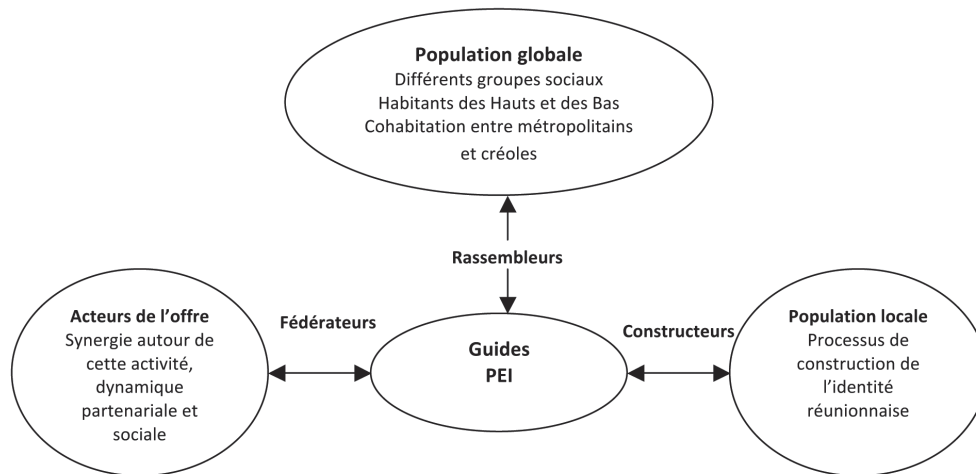 Population globale
Différents groupes sociaux
Habitants des Hauts et des Bas
Cohabitation entre métropolitains
et créoles
Rassembleurs
Acteurs de l’offre
Synergie autour de
cette activité,
dynamique
partenariale et
sociale
Fédérateurs
Guides
PEI
Constructeurs
Population locale
Processus de
construction de
l’identité
réunionnaise